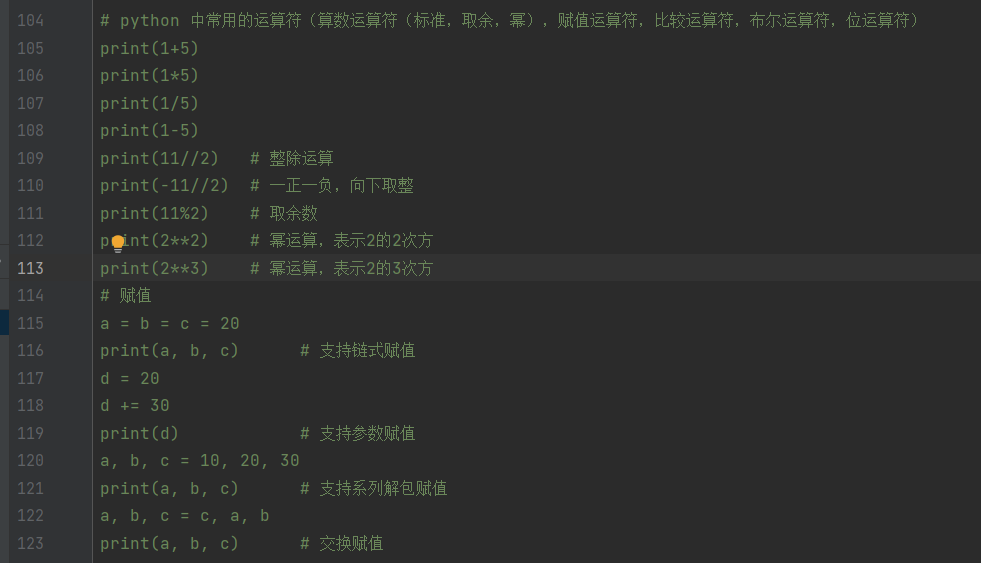 104 # python 中常用的运算符（算数运算符（标准，取余，幂），赋值运算符，比较运算符，布尔运算符，位运算符）
105 print(1+5)
106 print(1*5)
107 print(1/5)
108 print(1-5)
109 print(11//2) # 整除运算
110 print(-11//2) # 一正一负，向下取整
111 print(11%2) # 取余数
112 print(2**2) # 幂运算，表示2的2次方
113 print(2**3) # 幂运算，表示2的3次方
114 # 赋值
115 a = b = c = 20
116 print(a, b, c) # 支持链式赋值
117 d = 20
118 d += 30
119 print(d) # 支持参数赋值
120 a, b, c = 10, 20, 30
121 print(a, b, c) # 支持系列解包赋值
122 a, b, c = c, a, b
123 print(a, b, c) # 交换赋值